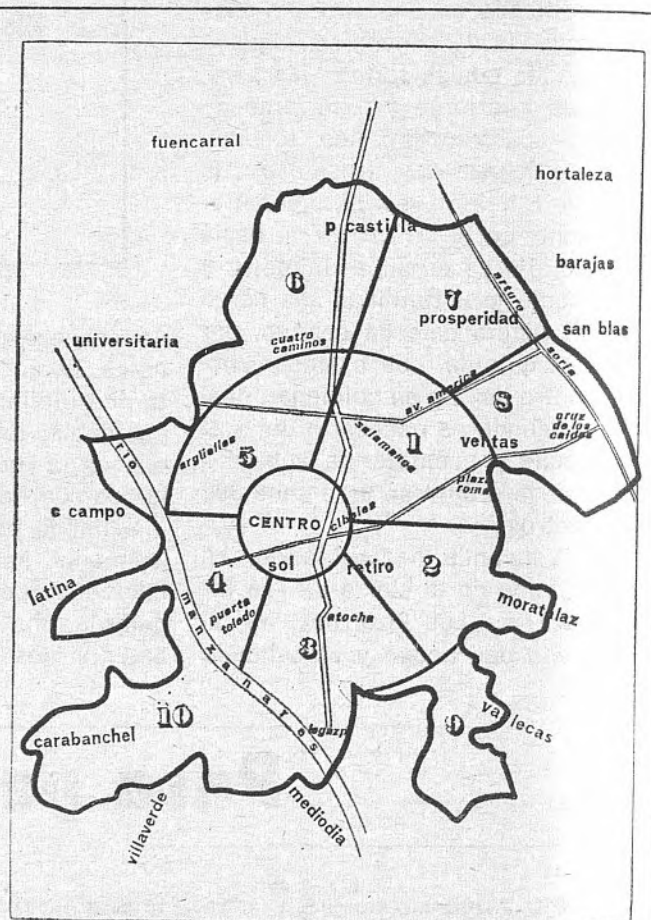 fuencarral
hortaleza
p castilla
barajas
6
7
arturo
prosperidad
san blas
universitaria
cuatro
caminos
soria
av. america
8
cruz
de los
caidos
salamanca
1
ventas
argüelles
5
plaza
roma
rio
CENTRO
cibeles
c campo
sol
retiro
2
latina
4
manzanares
puerta
toledo
atocha
moratalaz
3
10
9
vallecas
carabanchel
legazpi
villaverde
mediodia